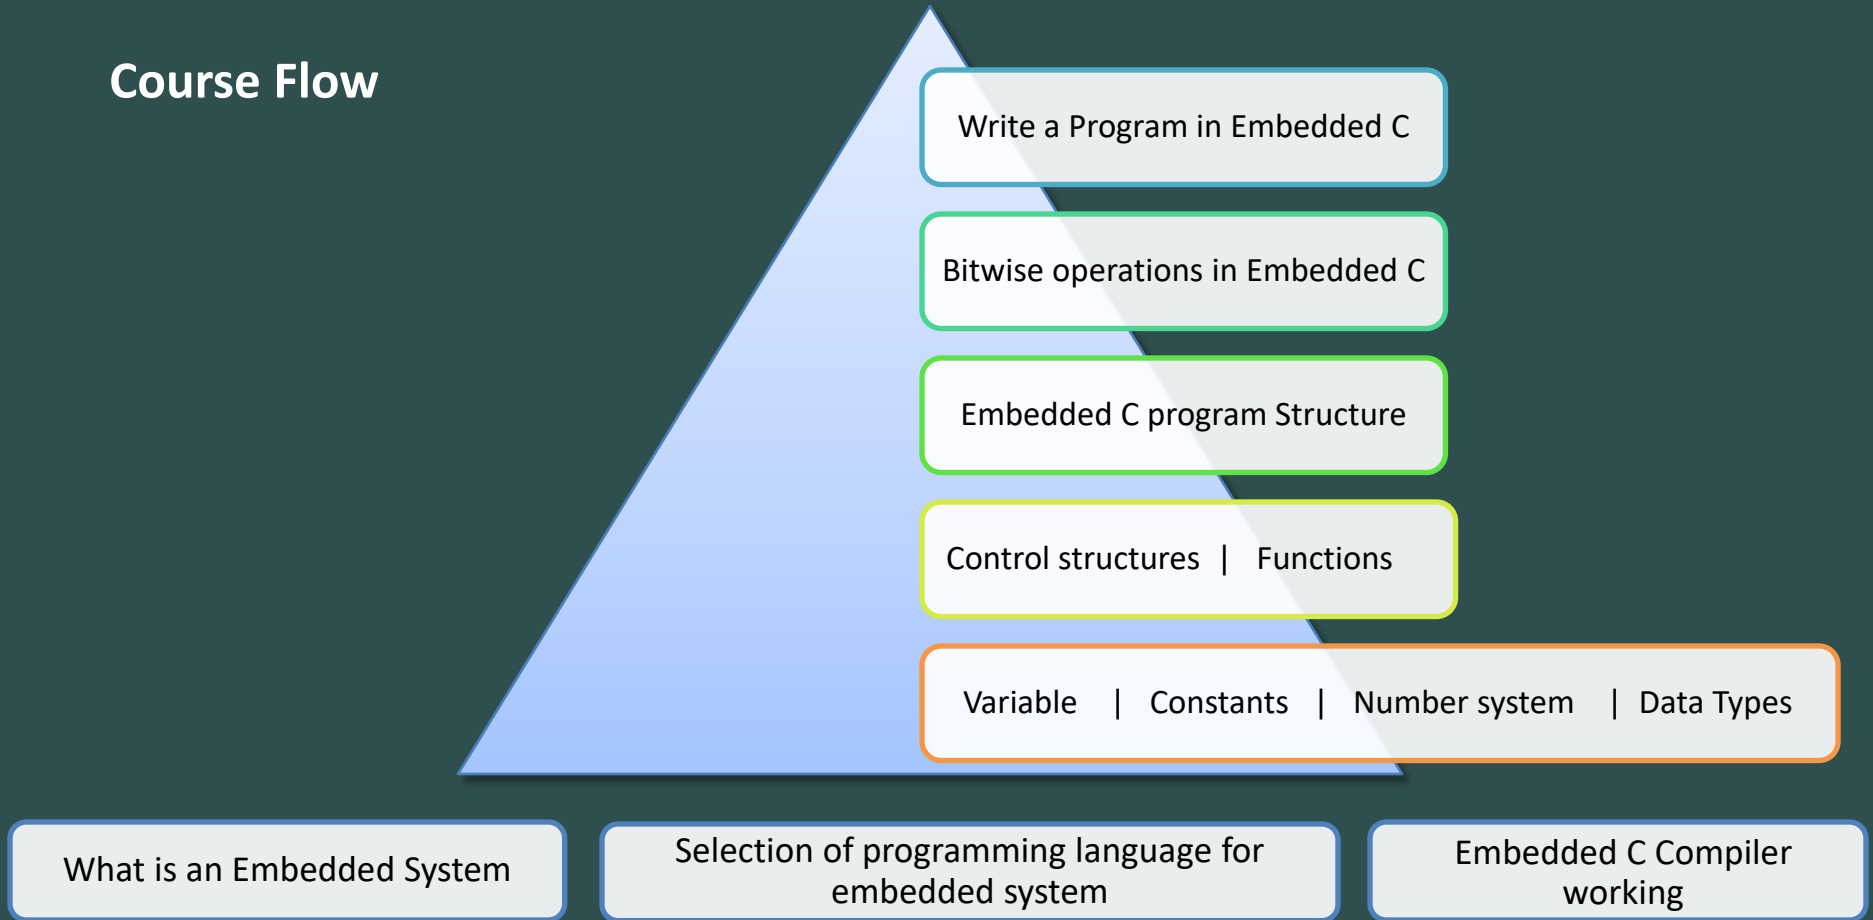 Course Flow
Write a Program in Embedded C
Bitwise operations in Embedded C
Embedded C program Structure
Control structures | Functions
Variable | Constants | Number system | Data Types
What is an Embedded System
Selection of programming language for
embedded system
Embedded C Compiler
working